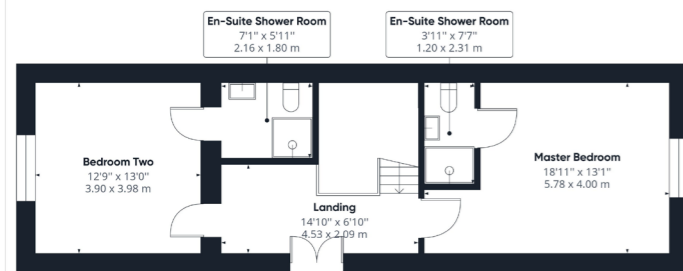 En-Suite Shower Room
7'1" x 5'11"
2.16 x 1.80 m
En-Suite Shower Room
3'11" x 7'7"
1.20 x 2.31 m
Bedroom Two
12'9" x 13'0"
3.90 x 3.98 m
Master Bedroom
18'11" x 13'1"
5.78 x 4.00 m
Landing
14'10" x 6'10"
4.53 x 2.09 m